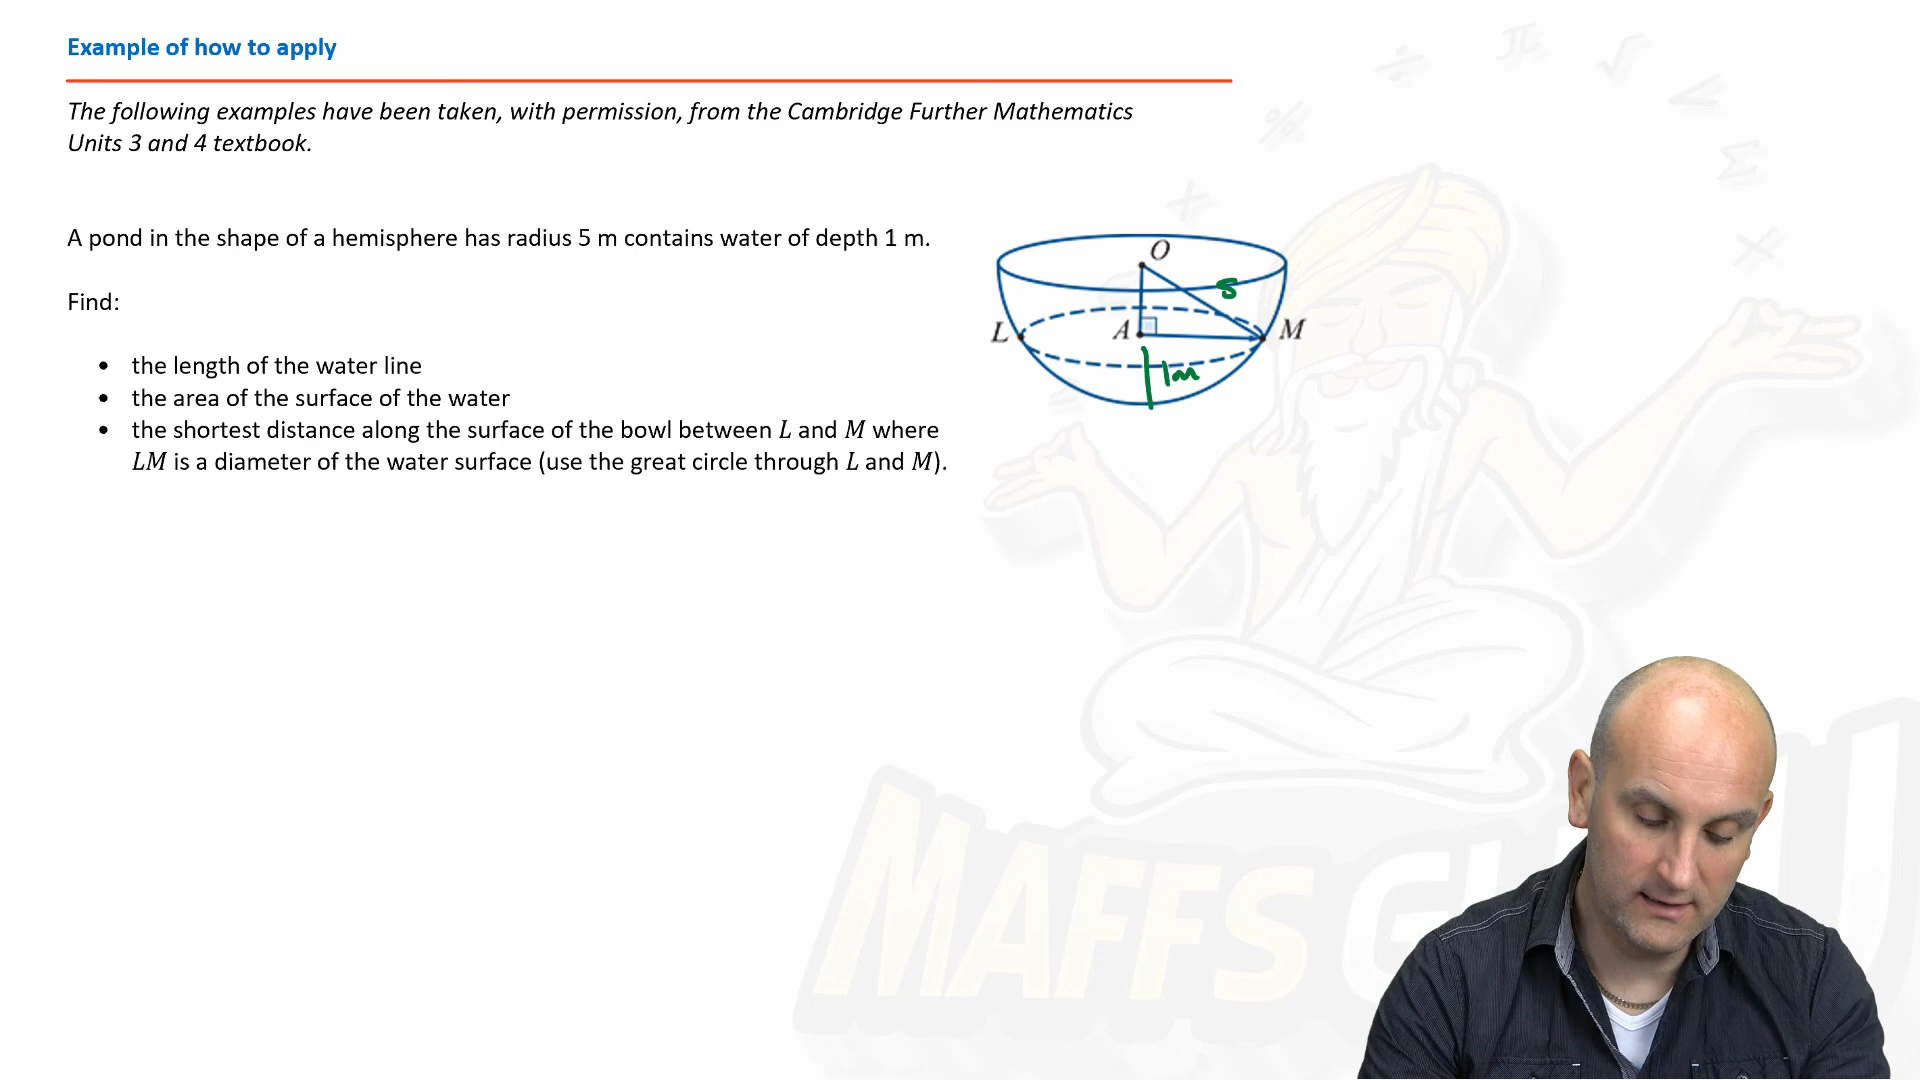 Example of how to apply
The following examples have been taken, with permission, from the Cambridge Further Mathematics
Units 3 and 4 textbook.
A pond in the shape of a hemisphere has radius 5 m contains water of depth 1 m.
Find:
• the length of the water line
• the area of the surface of the water
• the shortest distance along the surface of the bowl between L and M where
LM is a diameter of the water surface (use the great circle through L and M).
O
5
L
A
M
1m
÷ π √ <
% Σ
+ ×
MAFFS GURU